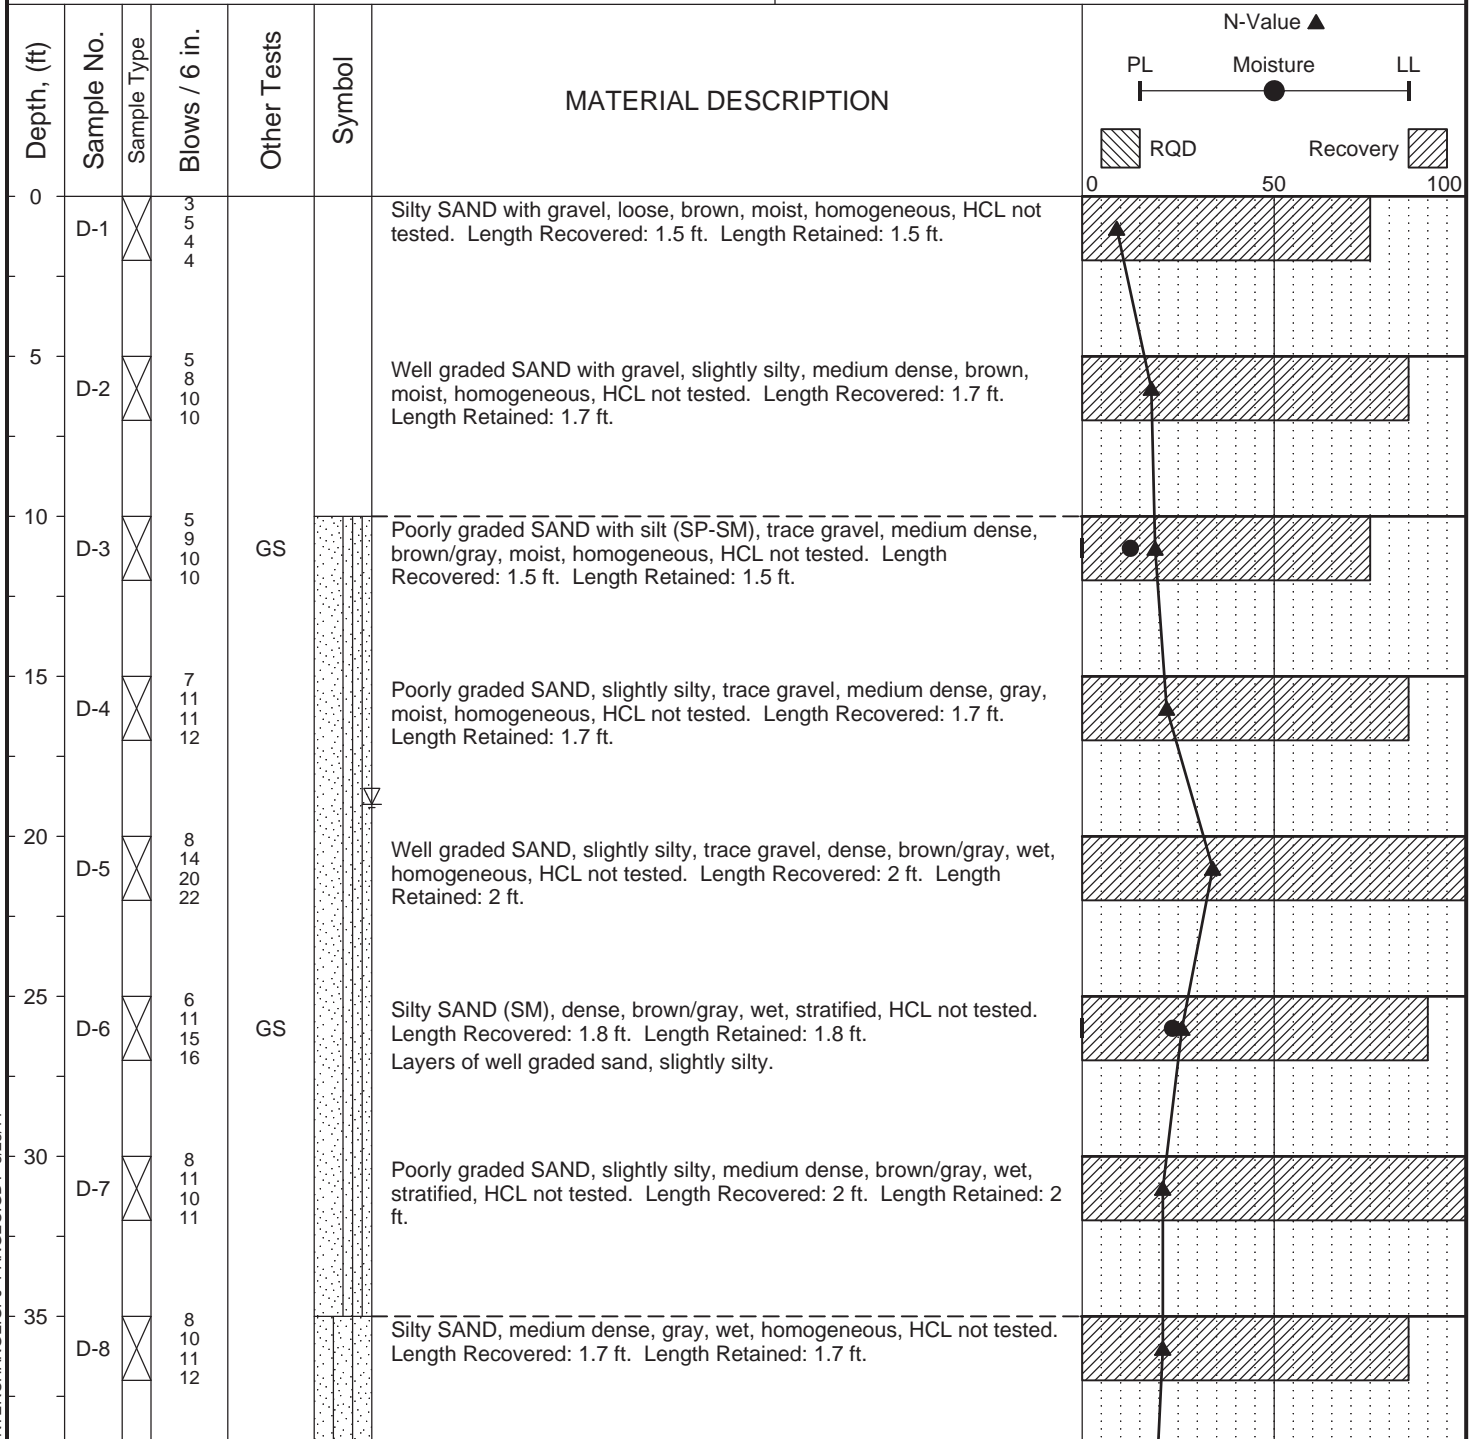 N-Value
PL Moisture LL
RQD Recovery
0 50 100
Depth, (ft)
Sample No.
Sample Type
Blows / 6 in.
Other Tests
Symbol
MATERIAL DESCRIPTION
0
D-1
3
5
4
4
Silty SAND with gravel, loose, brown, moist, homogeneous, HCL not
tested. Length Recovered: 1.5 ft. Length Retained: 1.5 ft.
5
D-2
5
8
10
10
Well graded SAND with gravel, slightly silty, medium dense, brown,
moist, homogeneous, HCL not tested. Length Recovered: 1.7 ft.
Length Retained: 1.7 ft.
10
D-3
5
9
10
10
GS
Poorly graded SAND with silt (SP-SM), trace gravel, medium dense,
brown/gray, moist, homogeneous, HCL not tested. Length
Recovered: 1.5 ft. Length Retained: 1.5 ft.
15
D-4
7
11
11
12
Poorly graded SAND, slightly silty, trace gravel, medium dense, gray,
moist, homogeneous, HCL not tested. Length Recovered: 1.7 ft.
Length Retained: 1.7 ft.
20
D-5
8
14
20
22
Well graded SAND, slightly silty, trace gravel, dense, brown/gray, wet,
homogeneous, HCL not tested. Length Recovered: 2 ft. Length
Retained: 2 ft.
25
D-6
6
11
15
16
GS
Silty SAND (SM), dense, brown/gray, wet, stratified, HCL not tested.
Length Recovered: 1.8 ft. Length Retained: 1.8 ft.
Layers of well graded sand, slightly silty.
30
D-7
8
11
10
11
Poorly graded SAND, slightly silty, medium dense, brown/gray, wet,
stratified, HCL not tested. Length Recovered: 2 ft. Length Retained: 2
ft.
35
D-8
8
10
11
12
Silty SAND, medium dense, gray, wet, homogeneous, HCL not tested.
Length Recovered: 1.7 ft. Length Retained: 1.7 ft.